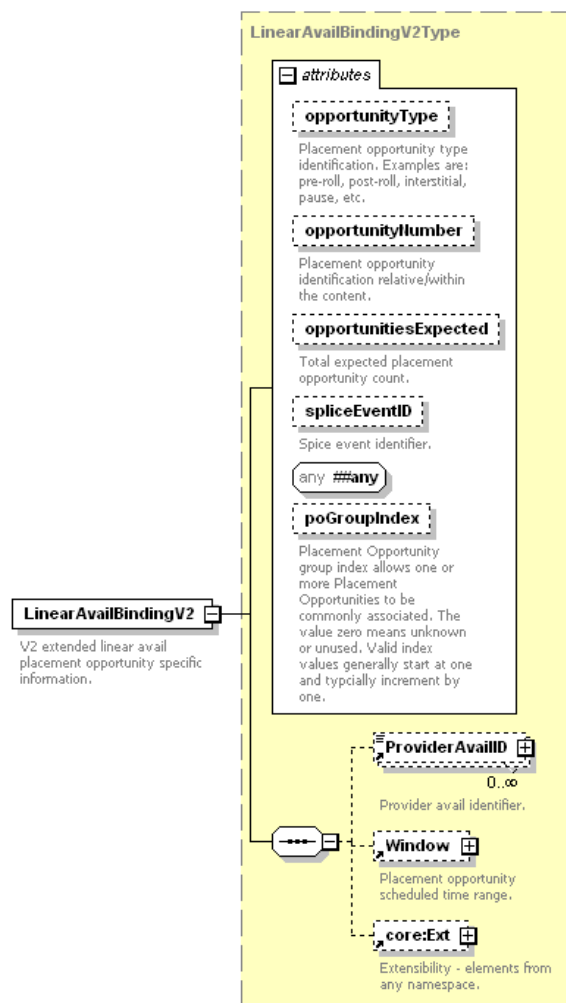 LinearAvailBindingV2Type
attributes
opportunityType
Placement opportunity type
identification. Examples are:
pre-roll, post-roll, interstitial,
pause, etc.
opportunityNumber
Placement opportunity
identification relative/within
the content.
opportunitiesExpected
Total expected placement
opportunity count.
spliceEventID
Spice event identifier.
any ##any
poGroupIndex
Placement Opportunity
group index allows one or
more Placement
Opportunities to be
commonly associated. The
value zero means unknown
or unused. Valid index
values generally start at one
and typcially increment by
one.
LinearAvailBindingV2
V2 extended linear avail
placement opportunity specific
information.
ProviderAvailID
0..∞
Provider avail identifier.
Window
Placement opportunity
scheduled time range.
core:Ext
Extensibility - elements from
any namespace.